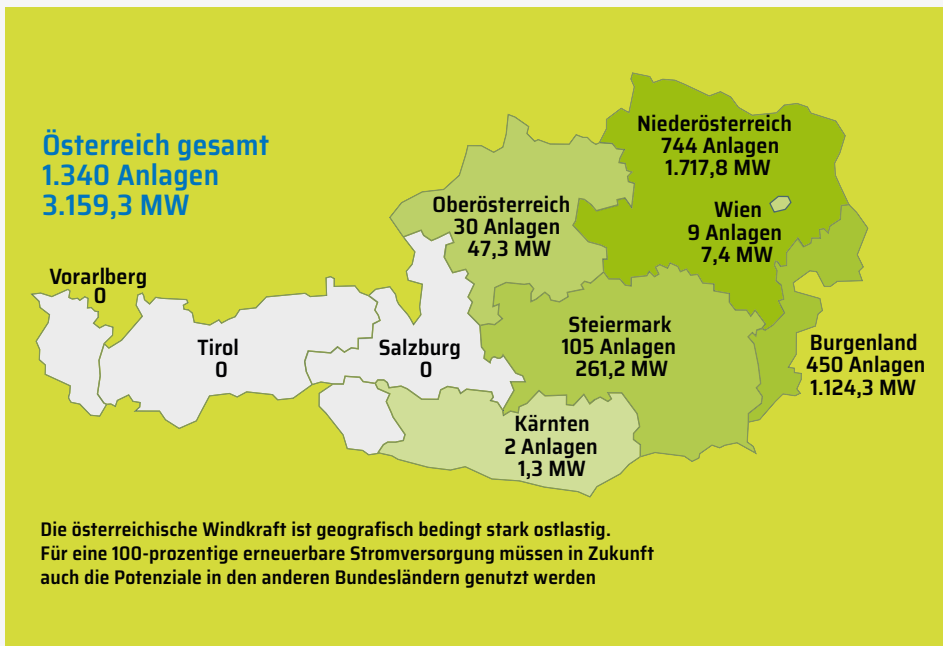 Österreich gesamt
1.340 Anlagen
3.159,3 MW
Niederösterreich
744 Anlagen
1.717,8 MW
Wien
9 Anlagen
7,4 MW
Oberösterreich
30 Anlagen
47,3 MW
Vorarlberg
0
Tirol
0
Salzburg
0
Steiermark
105 Anlagen
261,2 MW
Burgenland
450 Anlagen
1.124,3 MW
Kärnten
2 Anlagen
1,3 MW
Die österreichische Windkraft ist geografisch bedingt stark ostlastig.
Für eine 100-prozentige erneuerbare Stromversorgung müssen in Zukunft
auch die Potenziale in den anderen Bundesländern genutzt werden